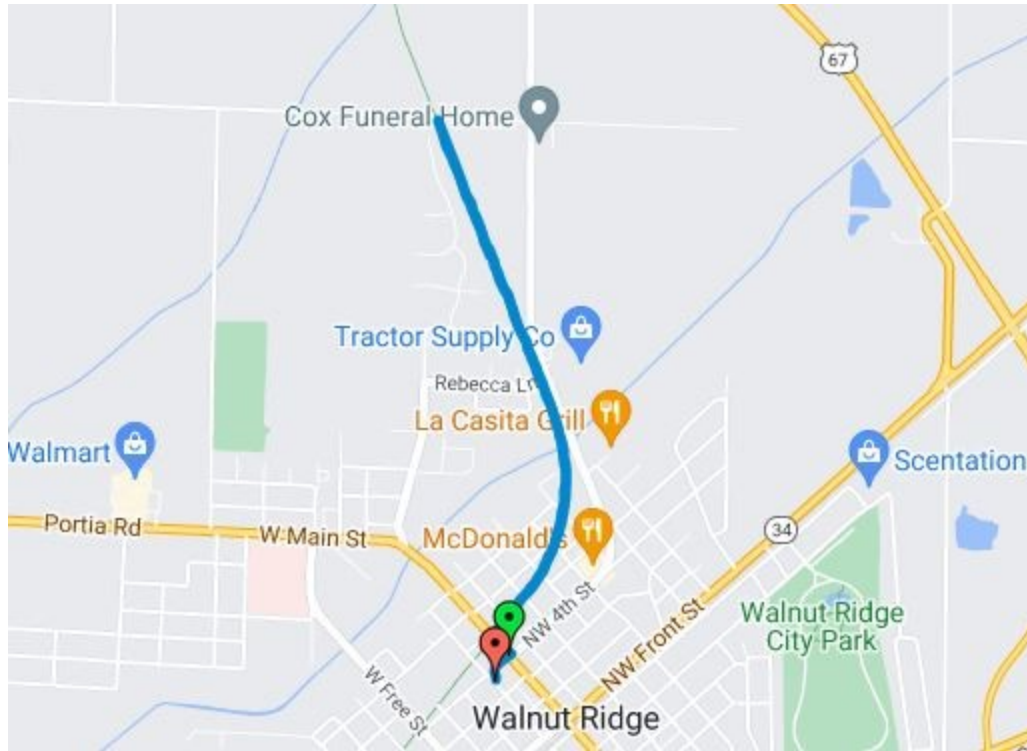 67
Cox Funeral Home
Tractor Supply Co
Rebecca Ln
La Casita Grill
Walmart
Scentation
Portia Rd
W Main St
McDonald's
34
NW 4th St
NW Front St
Walnut Ridge
City Park
W Free St
Walnut Ridge